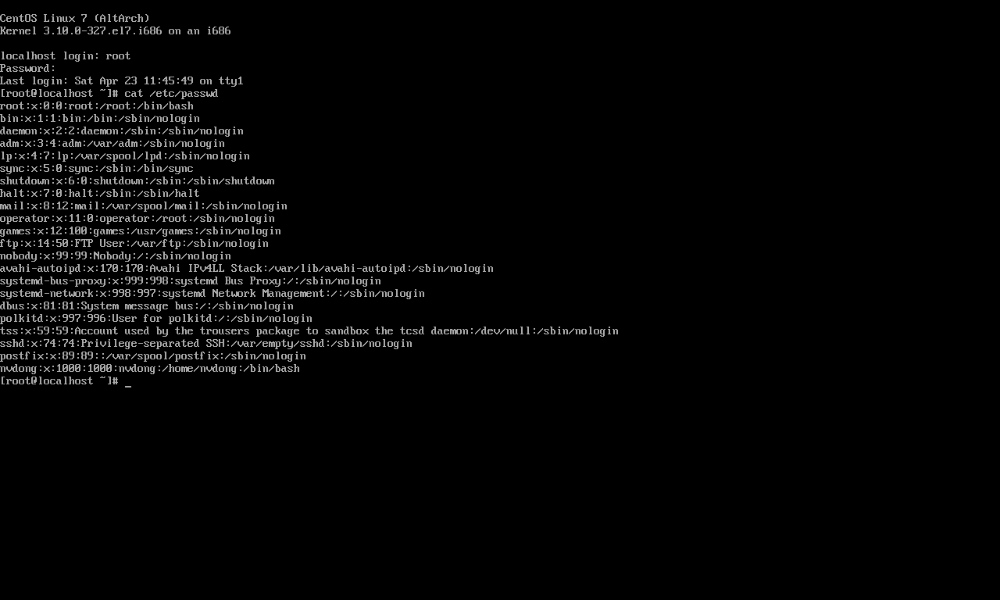 CentOS Linux 7 (AltArch)
Kernel 3.10.0-327.el7.i686 on an i686
localhost login: root
Password:
Last login: Sat Apr 23 11:45:49 on tty1
[root@localhost ~]# cat /etc/passwd
root:x:0:0:root:/root:/bin/bash
bin:x:1:1:bin:/bin:/sbin/nologin
daemon:x:2:2:daemon:/sbin:/sbin/nologin
adm:x:3:4:adm:/var/adm:/sbin/nologin
lp:x:4:7:lp:/var/spool/lpd:/sbin/nologin
sync:x:5:0:sync:/sbin:/bin/sync
shutdown:x:6:0:shutdown:/sbin:/sbin/shutdown
halt:x:7:0:halt:/sbin:/sbin/halt
mail:x:8:12:mail:/var/spool/mail:/sbin/nologin
operator:x:11:0:operator:/root:/sbin/nologin
games:x:12:100:games:/usr/games:/sbin/nologin
ftp:x:14:50:FTP User:/var/ftp:/sbin/nologin
nobody:x:99:99:Nobody:/:/sbin/nologin
avahi-autoipd:x:170:170:Avahi IPv4LL Stack:/var/lib/avahi-autoipd:/sbin/nologin
systemd-bus-proxy:x:999:998:systemd Bus Proxy:/:/sbin/nologin
systemd-network:x:998:997:systemd Network Management:/:/sbin/nologin
dbus:x:81:81:System message bus:/:/sbin/nologin
polkitd:x:997:996:User for polkitd:/:/sbin/nologin
tss:x:59:59:Account used by the trousers package to sandbox the tcsd daemon:/dev/null:/sbin/nologin
sshd:x:74:74:Privilege-separated SSH:/var/empty/sshd:/sbin/nologin
postfix:x:89:89::/var/spool/postfix:/sbin/nologin
nvdong:x:1000:1000:nvdong:/home/nvdong:/bin/bash
[root@localhost ~]# _